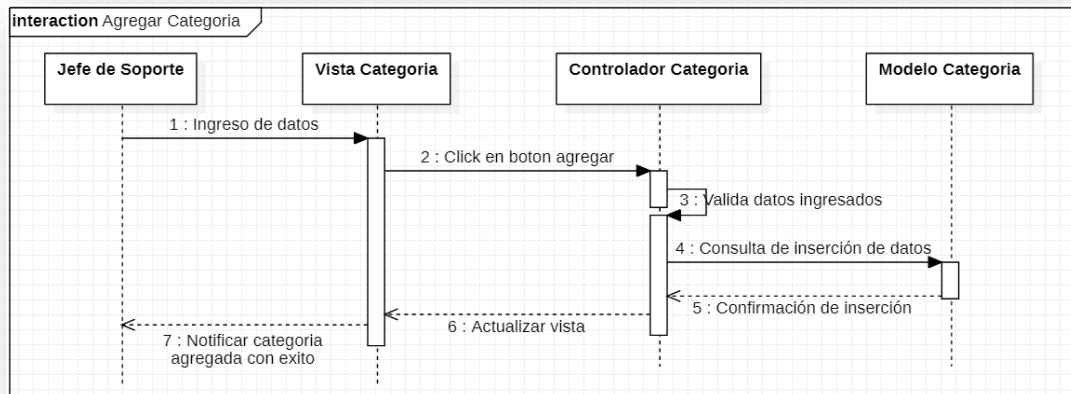 interaction Agregar Categoria
Jefe de Soporte
Vista Categoria
Controlador Categoria
Modelo Categoria
1 : Ingreso de datos
2 : Click en boton agregar
3 : Valida datos ingresados
4 : Consulta de inserción de datos
5 : Confirmación de inserción
6 : Actualizar vista
7 : Notificar categoria
agregada con exito